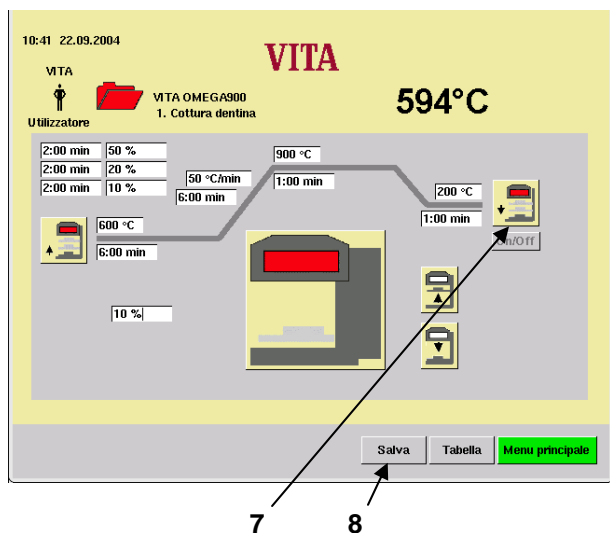 10:41 22.09.2004
VITA
VITA
Utilizzatore
VITA OMEGA900
1. Cottura dentina
594°C
2:00 min 50 %
2:00 min 20 %
2:00 min 10 %
50 °C/min
6:00 min
900 °C
1:00 min
200 °C
1:00 min
On/Off
600 °C
6:00 min
10 %
Salva Tabella Menu principale
7 8